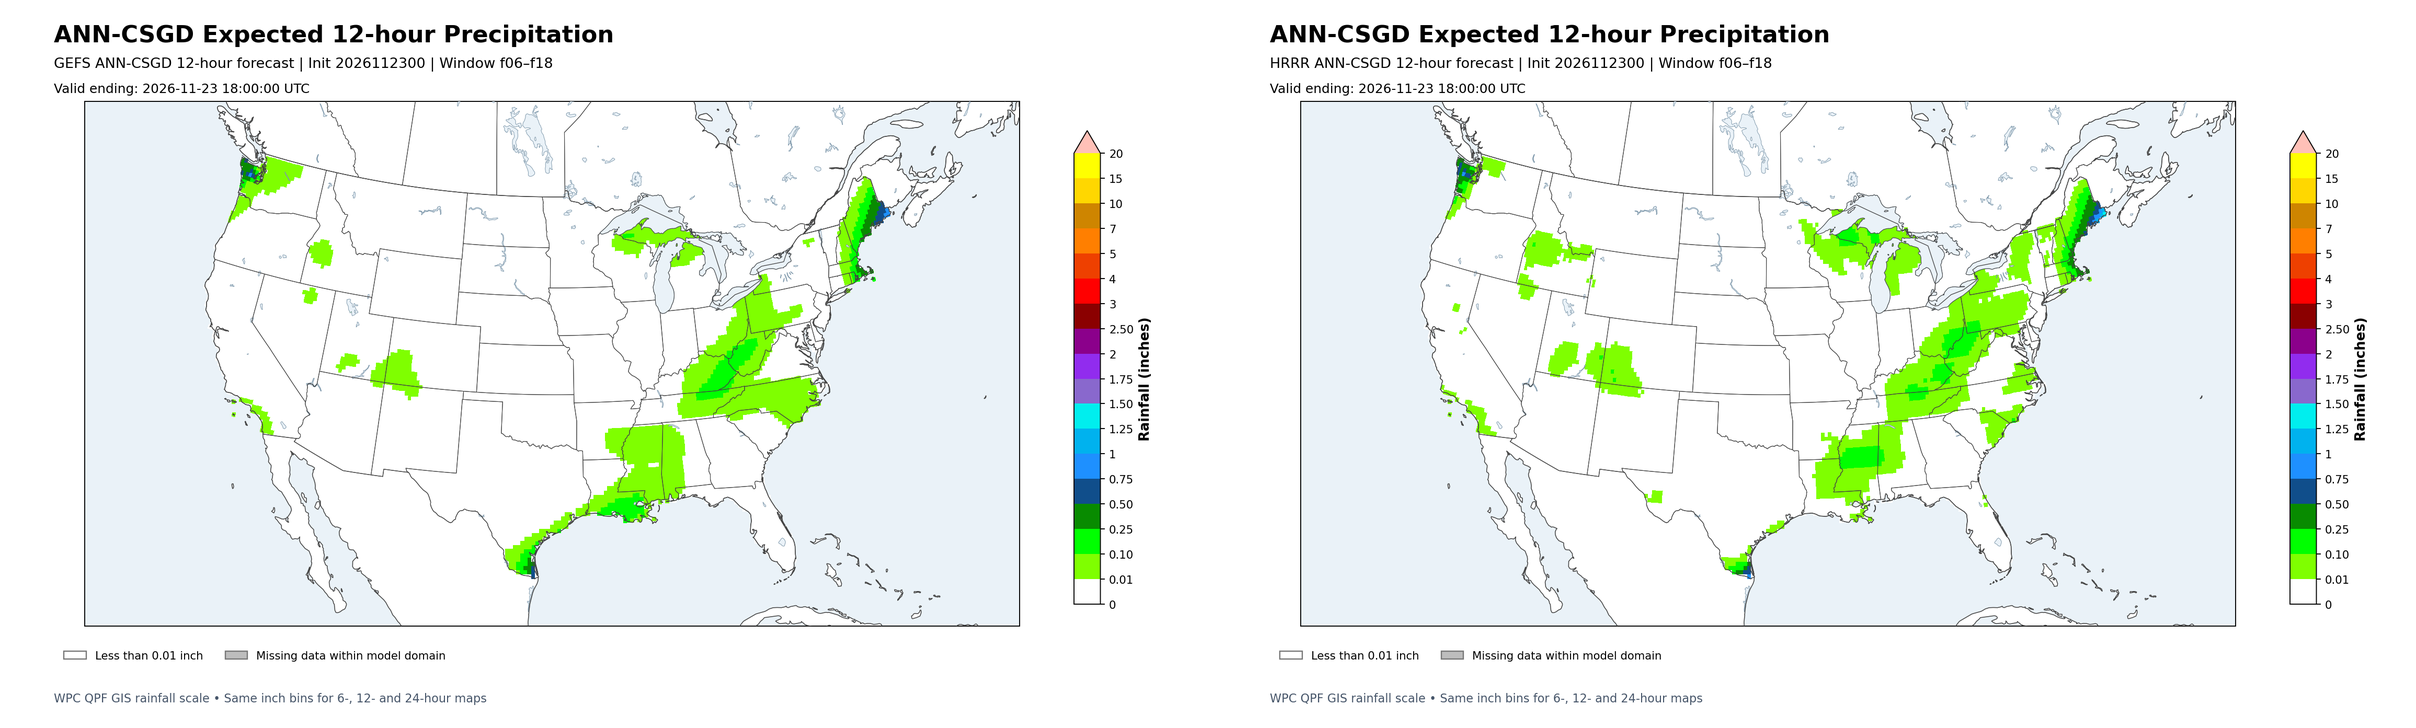 ANN-CSGD Expected 12-hour Precipitation
GEFS ANN-CSGD 12-hour forecast | Init 2026112300 | Window f06–f18
Valid ending: 2026-11-23 18:00:00 UTC
20
15
10
7
5
4
3
2.50
2
1.75
1.50
1.25
1
0.75
0.50
0.25
0.10
0.01
0
Rainfall (inches)
Less than 0.01 inch
Missing data within model domain
WPC QPF GIS rainfall scale • Same inch bins for 6-, 12- and 24-hour maps
ANN-CSGD Expected 12-hour Precipitation
HRRR ANN-CSGD 12-hour forecast | Init 2026112300 | Window f06–f18
Valid ending: 2026-11-23 18:00:00 UTC
20
15
10
7
5
4
3
2.50
2
1.75
1.50
1.25
1
0.75
0.50
0.25
0.10
0.01
0
Rainfall (inches)
Less than 0.01 inch
Missing data within model domain
WPC QPF GIS rainfall scale • Same inch bins for 6-, 12- and 24-hour maps